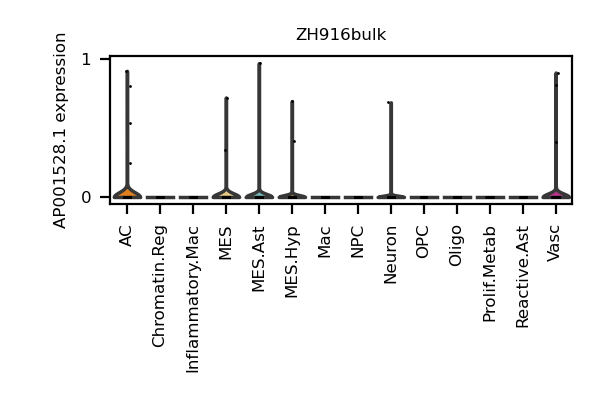 ZH916bulk
AP001528.1 expression
1
0
AC
Chromatin.Reg
Inflammatory.Mac
MES
MES.Ast
MES.Hyp
Mac
NPC
Neuron
OPC
Oligo
Prolif.Metab
Reactive.Ast
Vasc